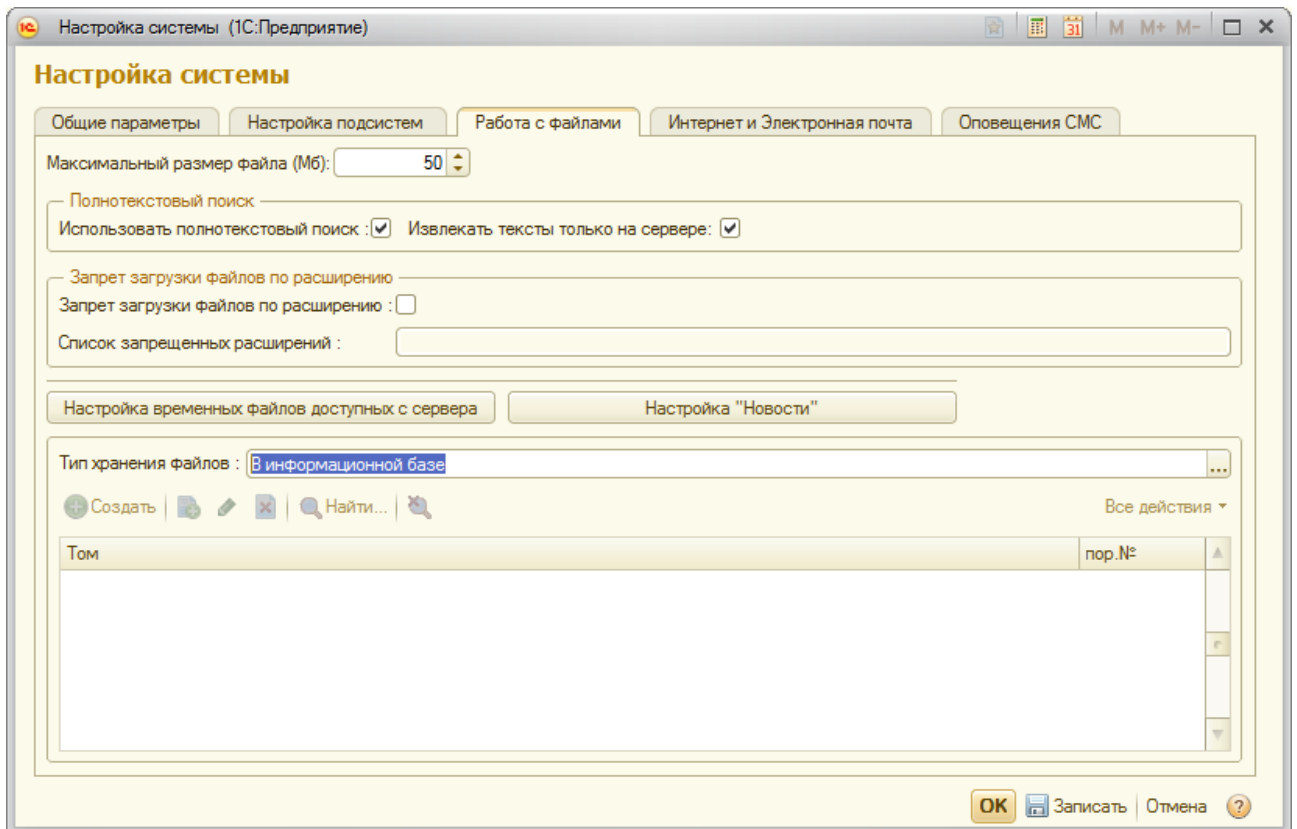 Настройка системы (1С:Предприятие)
31 M M+ M-
Настройка системы
Общие параметры Настройка подсистем Работа с файлами Интернет и Электронная почта Оповещения СМС
Максимальный размер файла (Мб): 50
Полнотекстовый поиск
Использовать полнотекстовый поиск : Извлекать тексты только на сервере:
Запрет загрузки файлов по расширению
Запрет загрузки файлов по расширению :
Список запрещенных расширений :
Настройка временных файлов доступных с сервера Настройка "Новости"
Тип хранения файлов : В информационной базе ...
Создать Найти... Все действия
Том пор.№
OK Записать Отмена ?